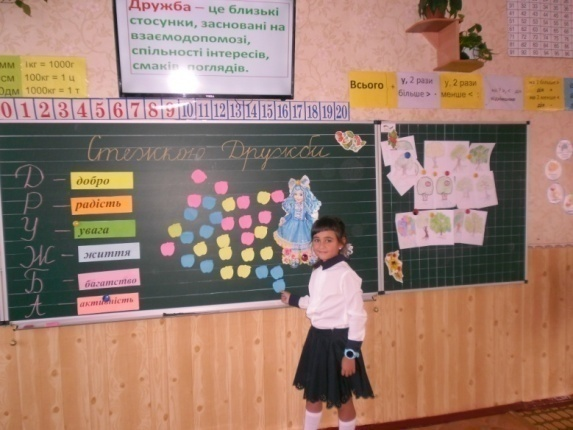 Дружба – це близькі
стосунки, засновані на
взаємодопомозі,
спільності інтересів,
смаків, поглядів.
1кг = 1000г
100кг = 1 ц
1000кг = 1 т
Всього
у, 2 рази
більше >
у, 2 рази
менше <
0 1 2 3 4 5 6 7 8 9 10 11 12 13 14 15 16 17 18 19 20
Стежкою Дружби
Д – добро
Р – радість
У – увага
Ж – життя
Б – багатство
А – активність